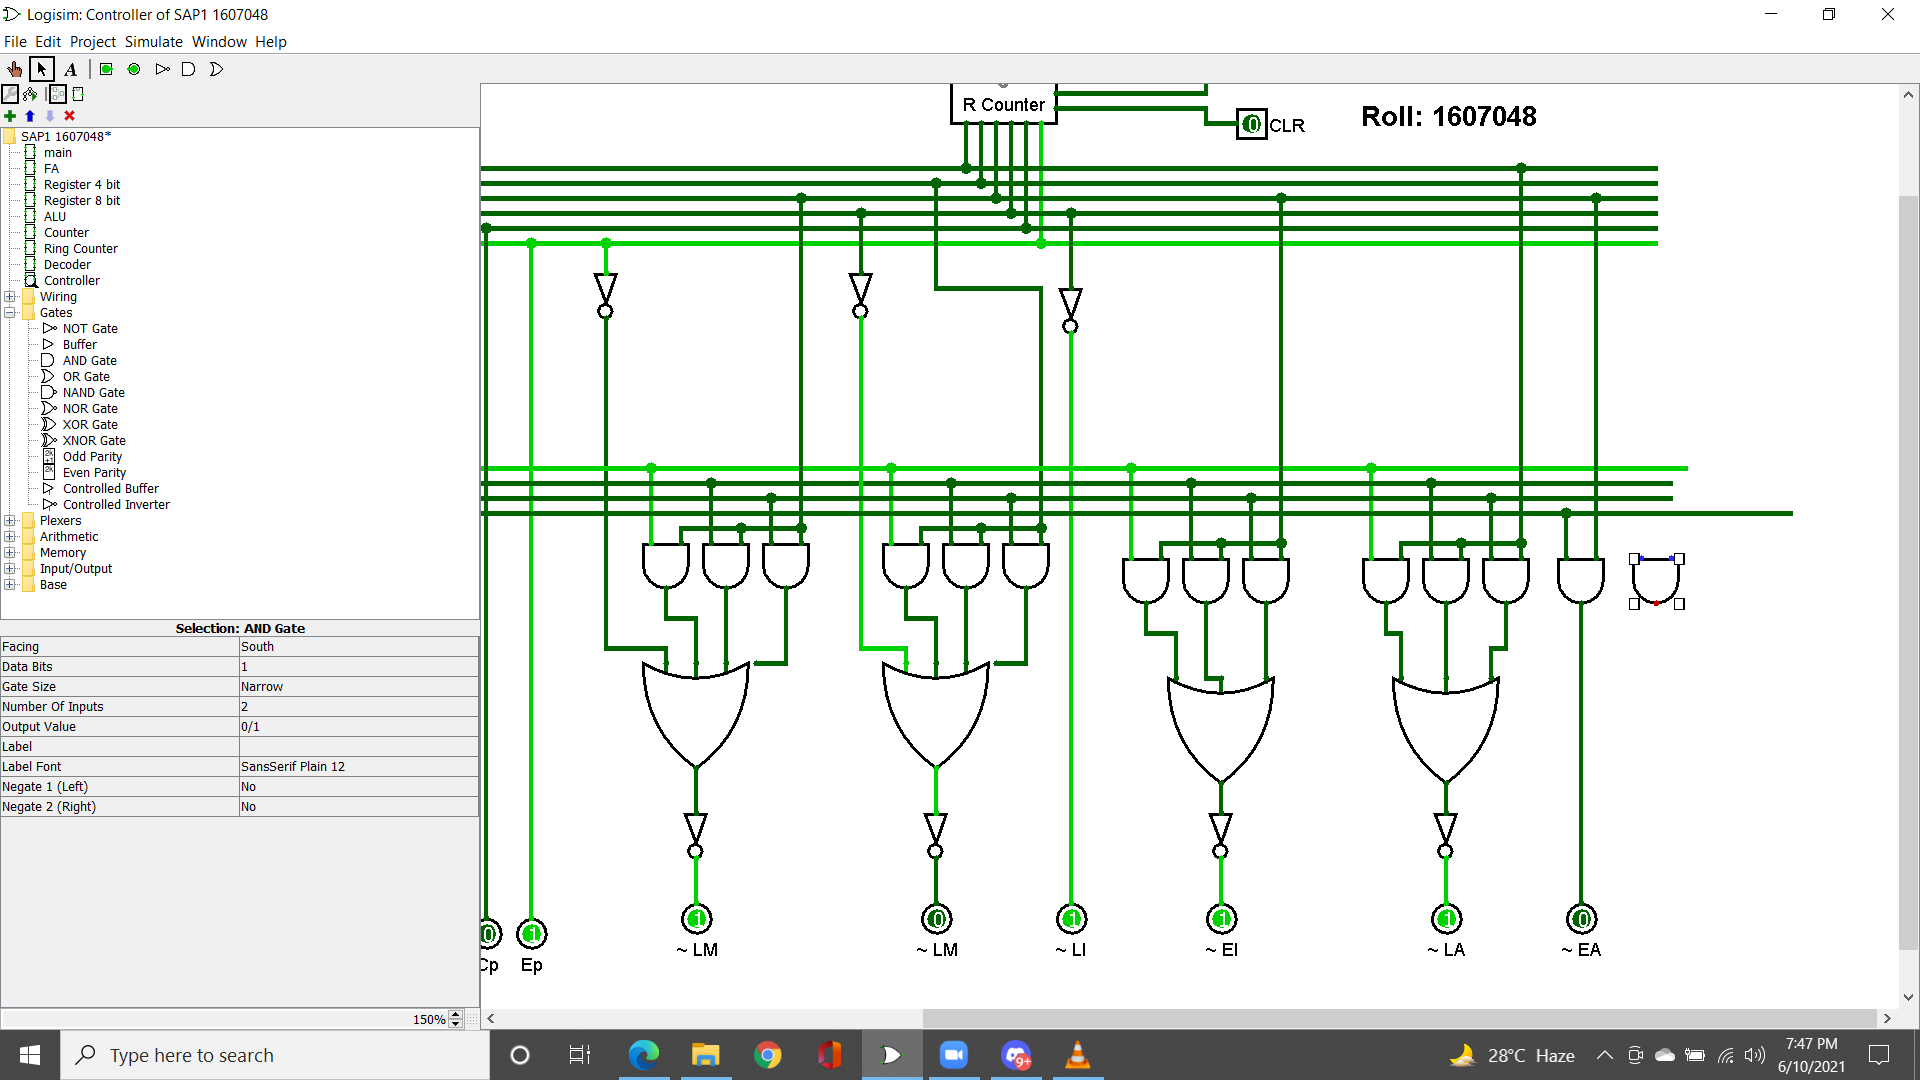 Logisim: Controller of SAP1 1607048
File Edit Project Simulate Window Help
A
SAP1 1607048*
main
FA
Register 4 bit
Register 8 bit
ALU
Counter
Ring Counter
Decoder
Controller
Wiring
Gates
NOT Gate
Buffer
AND Gate
OR Gate
NAND Gate
NOR Gate
XOR Gate
XNOR Gate
Odd Parity
Even Parity
Controlled Buffer
Controlled Inverter
Plexers
Arithmetic
Memory
Input/Output
Base
Selection: AND Gate
Facing South
Data Bits 1
Gate Size Narrow
Number Of Inputs 2
Output Value 0/1
Label
Label Font SansSerif Plain 12
Negate 1 (Left) No
Negate 2 (Right) No
150%
R Counter
0 CLR
Roll: 1607048
1 0 1 1 1 0
0 1
~ LM ~ LM ~ LI ~ EI ~ LA ~ EA
Cp Ep
Type here to search
9+
28°C Haze
7:47 PM
6/10/2021